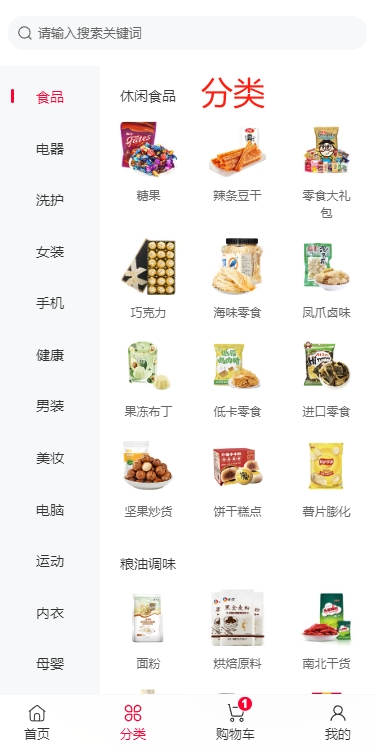 请输入搜索关键词
食品
电器
洗护
女装
手机
健康
男装
美妆
电脑
运动
内衣
母婴
分类
休闲食品
糖果
辣条豆干
零食大礼
包
巧克力
海味零食
凤爪卤味
果冻布丁
低卡零食
进口零食
坚果炒货
饼干糕点
薯片膨化
粮油调味
面粉
烘焙原料
南北干货
首页
分类
购物车
1
我的